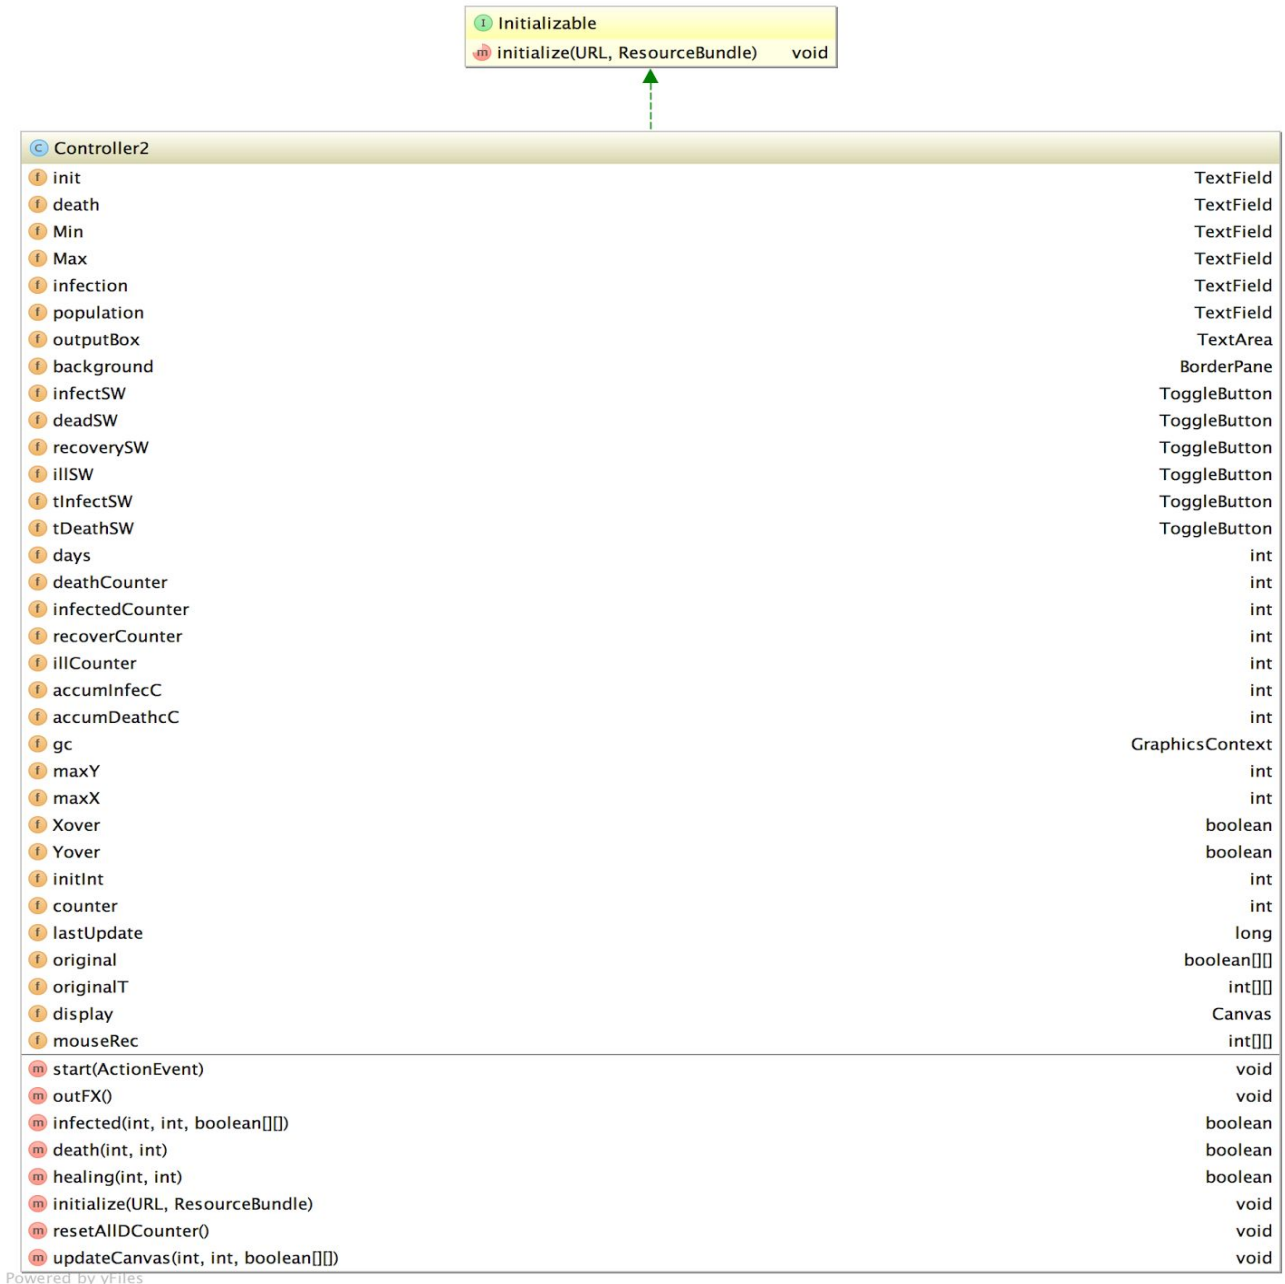 I Initializable
m initialize(URL, ResourceBundle) void
C Controller2
f init TextField
f death TextField
f Min TextField
f Max TextField
f infection TextField
f population TextField
f outputBox TextArea
f background BorderPane
f infectSW ToggleButton
f deadSW ToggleButton
f recoverySW ToggleButton
f illSW ToggleButton
f tInfectSW ToggleButton
f tDeathSW ToggleButton
f days int
f deathCounter int
f infectedCounter int
f recoverCounter int
f illCounter int
f accumInfecC int
f accumDeathcC int
f gc GraphicsContext
f maxY int
f maxX int
f Xover boolean
f Yover boolean
f initInt int
f counter int
f lastUpdate long
f original boolean[][]
f originalT int[][]
f display Canvas
f mouseRec int[][]
m start(ActionEvent) void
m outFX() void
m infected(int, int, boolean[][]) boolean
m death(int, int) boolean
m healing(int, int) boolean
m initialize(URL, ResourceBundle) void
m resetAllDCounter() void
m updateCanvas(int, int, boolean[][]) void
Powered by yFiles